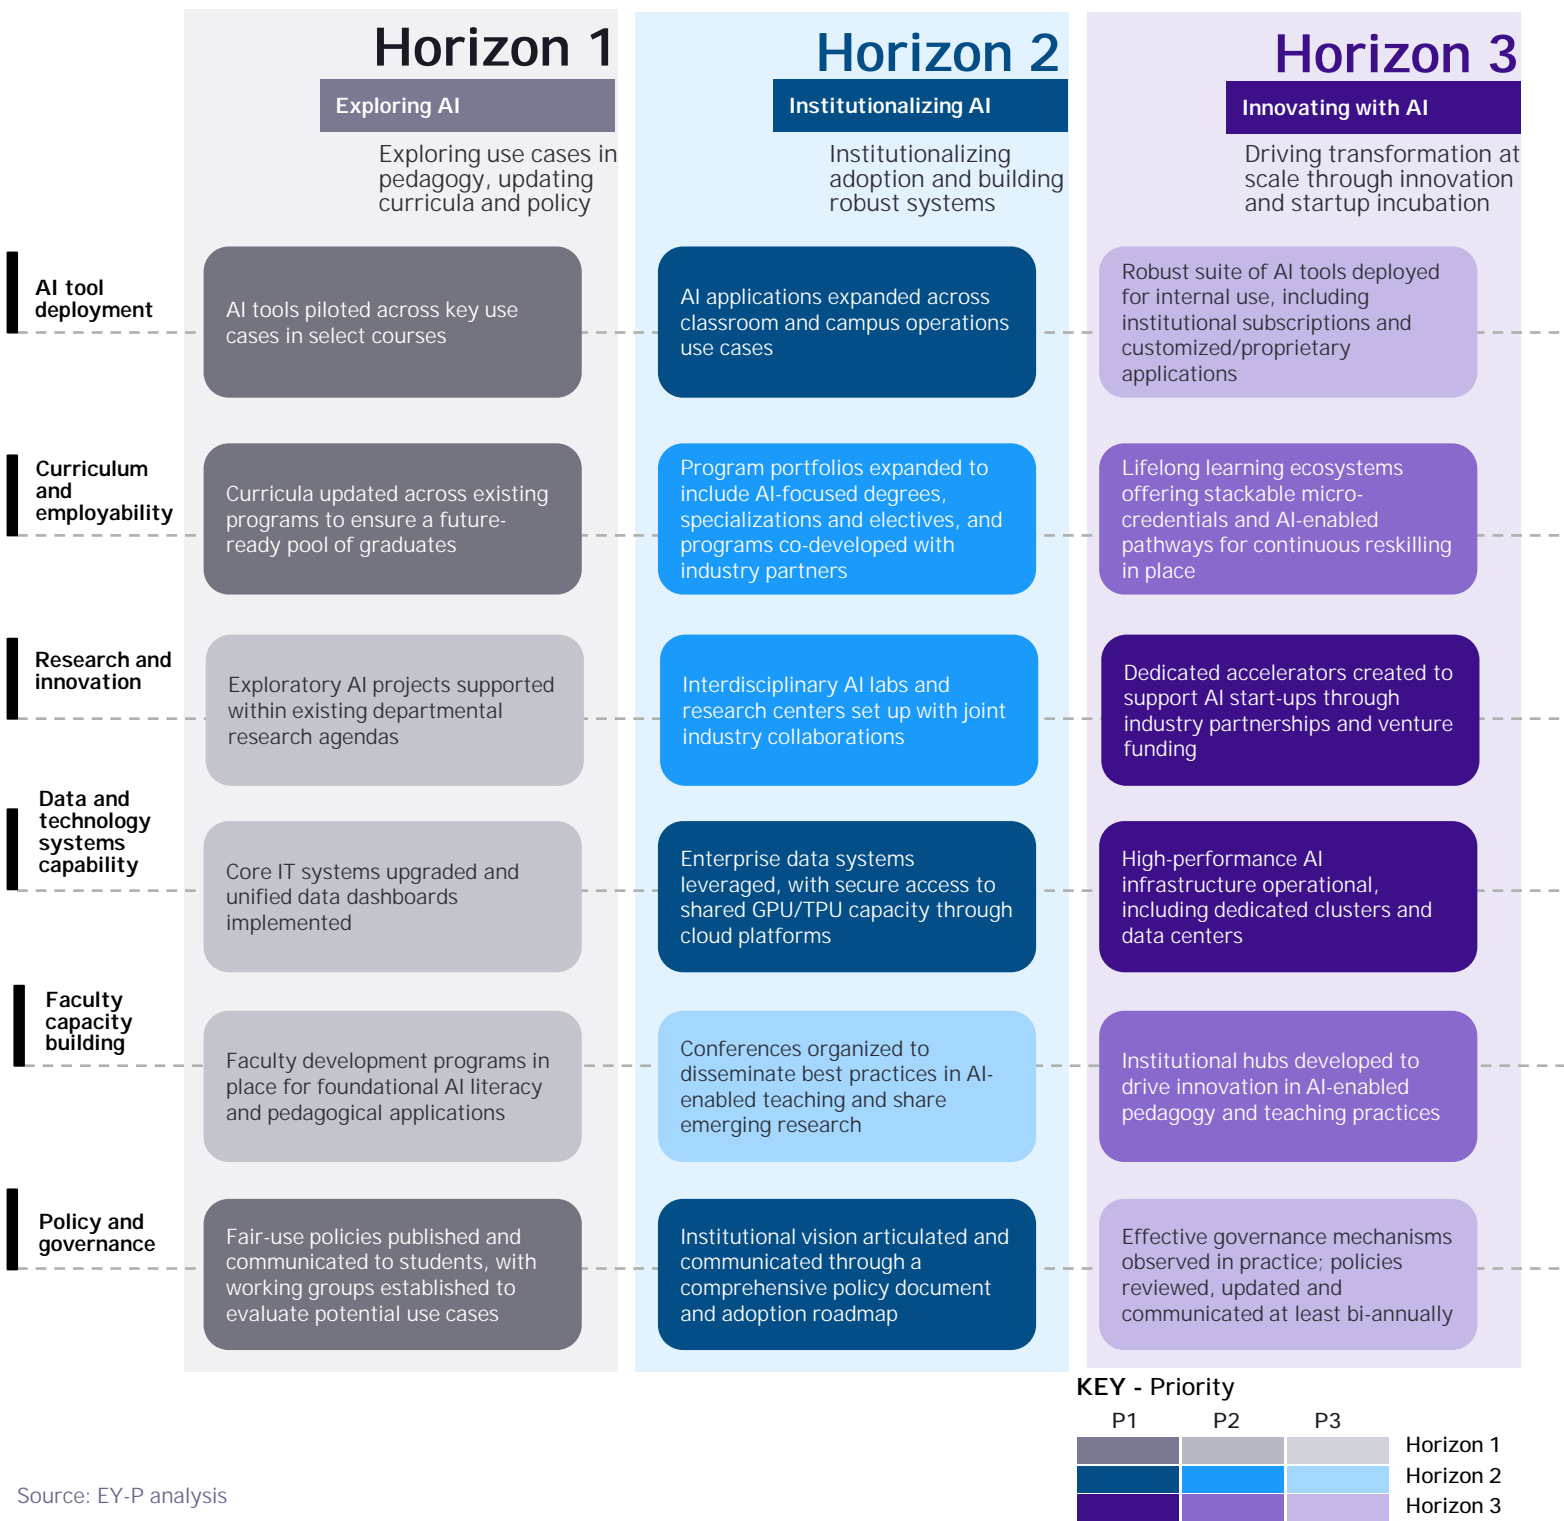 Horizon 1
Exploring AI
Exploring use cases in
pedagogy, updating
curricula and policy
Horizon 2
Institutionalizing AI
Institutionalizing
adoption and building
robust systems
Horizon 3
Innovating with AI
Driving transformation at
scale through innovation
and startup incubation
AI tool
deployment
AI tools piloted across key use
cases in select courses
AI applications expanded across
classroom and campus operations
use cases
Robust suite of AI tools deployed
for internal use, including
institutional subscriptions and
customized/proprietary
applications
Curriculum
and
employability
Curricula updated across existing
programs to ensure a future-
ready pool of graduates
Program portfolios expanded to
include AI-focused degrees,
specializations and electives, and
programs co-developed with
industry partners
Lifelong learning ecosystems
offering stackable micro-
credentials and AI-enabled
pathways for continuous reskilling
in place
Research and
innovation
Exploratory AI projects supported
within existing departmental
research agendas
Interdisciplinary AI labs and
research centers set up with joint
industry collaborations
Dedicated accelerators created to
support AI start-ups through
industry partnerships and venture
funding
Data and
technology
systems
capability
Core IT systems upgraded and
unified data dashboards
implemented
Enterprise data systems
leveraged, with secure access to
shared GPU/TPU capacity through
cloud platforms
High-performance AI
infrastructure operational,
including dedicated clusters and
data centers
Faculty
capacity
building
Faculty development programs in
place for foundational AI literacy
and pedagogical applications
Conferences organized to
disseminate best practices in AI-
enabled teaching and share
emerging research
Institutional hubs developed to
drive innovation in AI-enabled
pedagogy and teaching practices
Policy and
governance
Fair-use policies published and
communicated to students, with
working groups established to
evaluate potential use cases
Institutional vision articulated and
communicated through a
comprehensive policy document
and adoption roadmap
Effective governance mechanisms
observed in practice; policies
reviewed, updated and
communicated at least bi-annually
KEY - Priority
P1 P2 P3
Horizon 1
Horizon 2
Horizon 3
Source: EY-P analysis